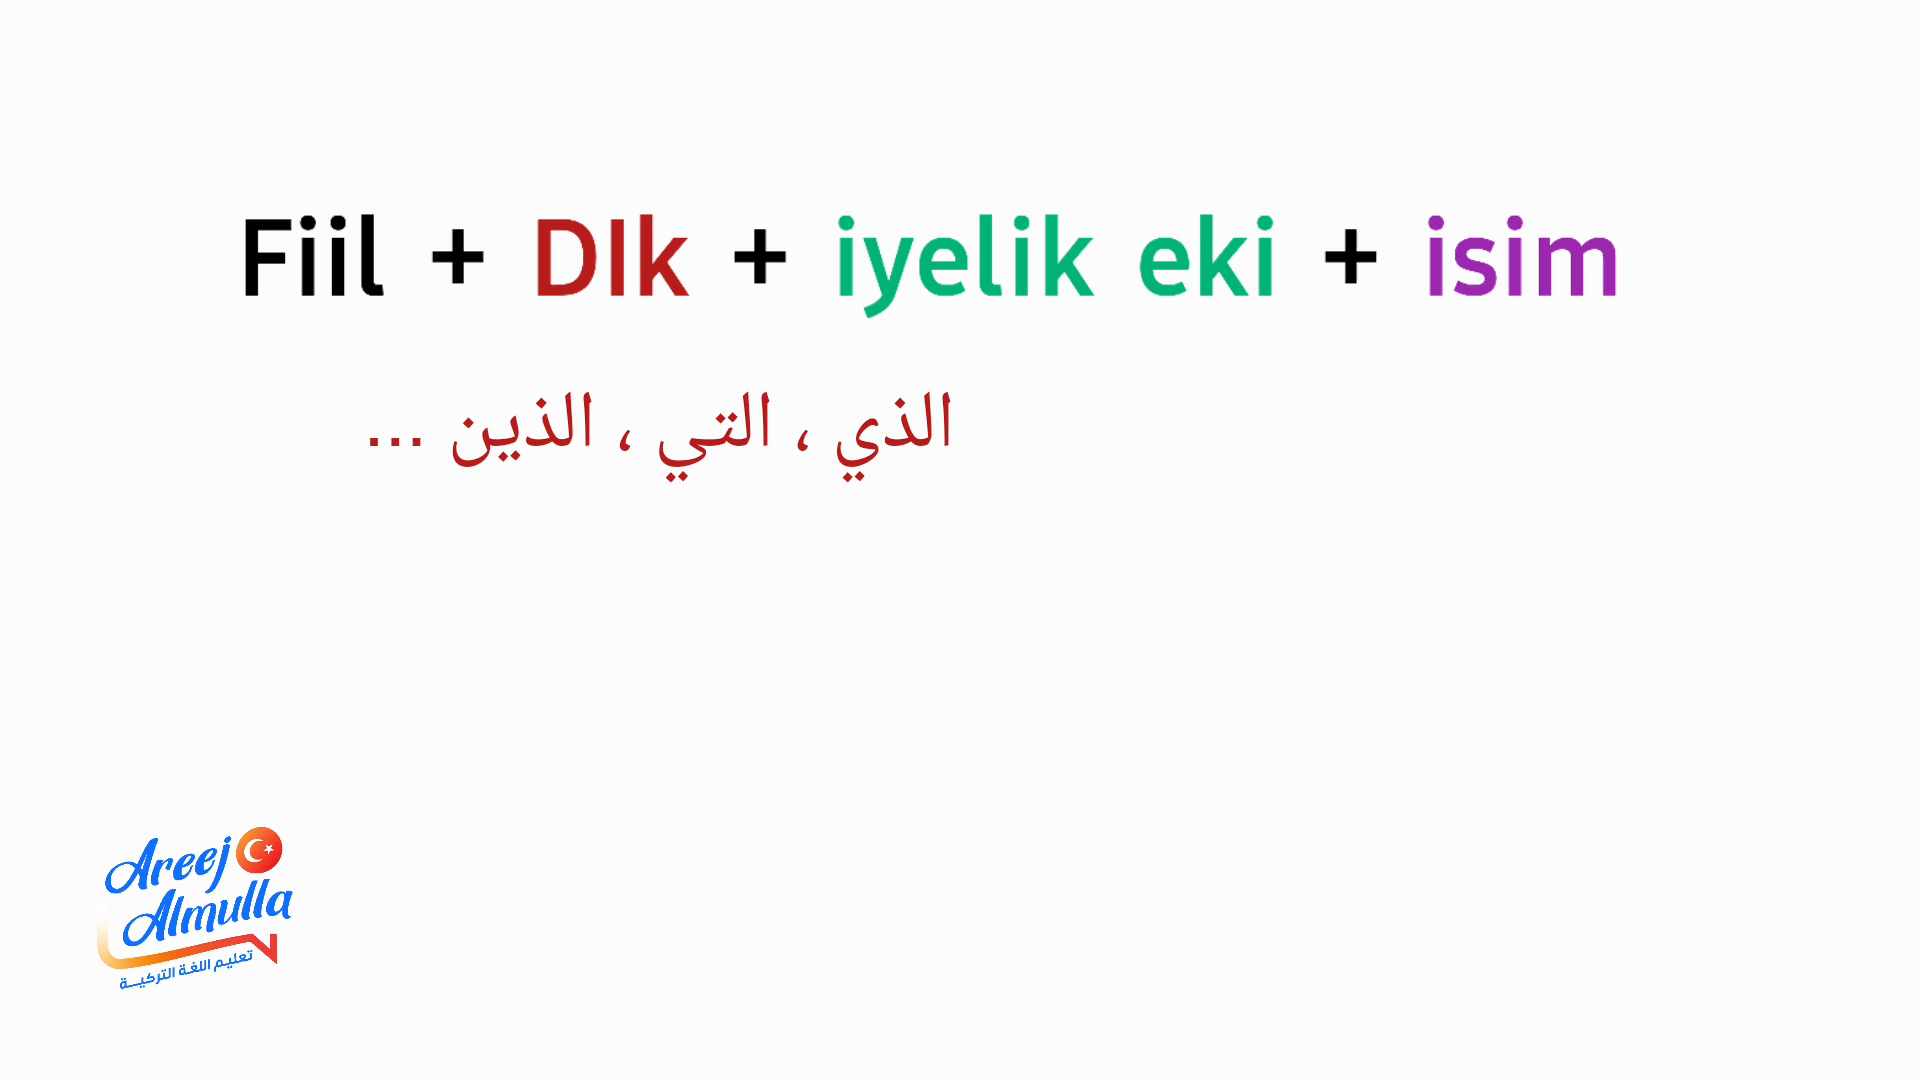 Fiil + DIk + iyelik eki + isim
الذي ، التي ، الذين ...
Areej
Almulla
تعليم اللغة التركية